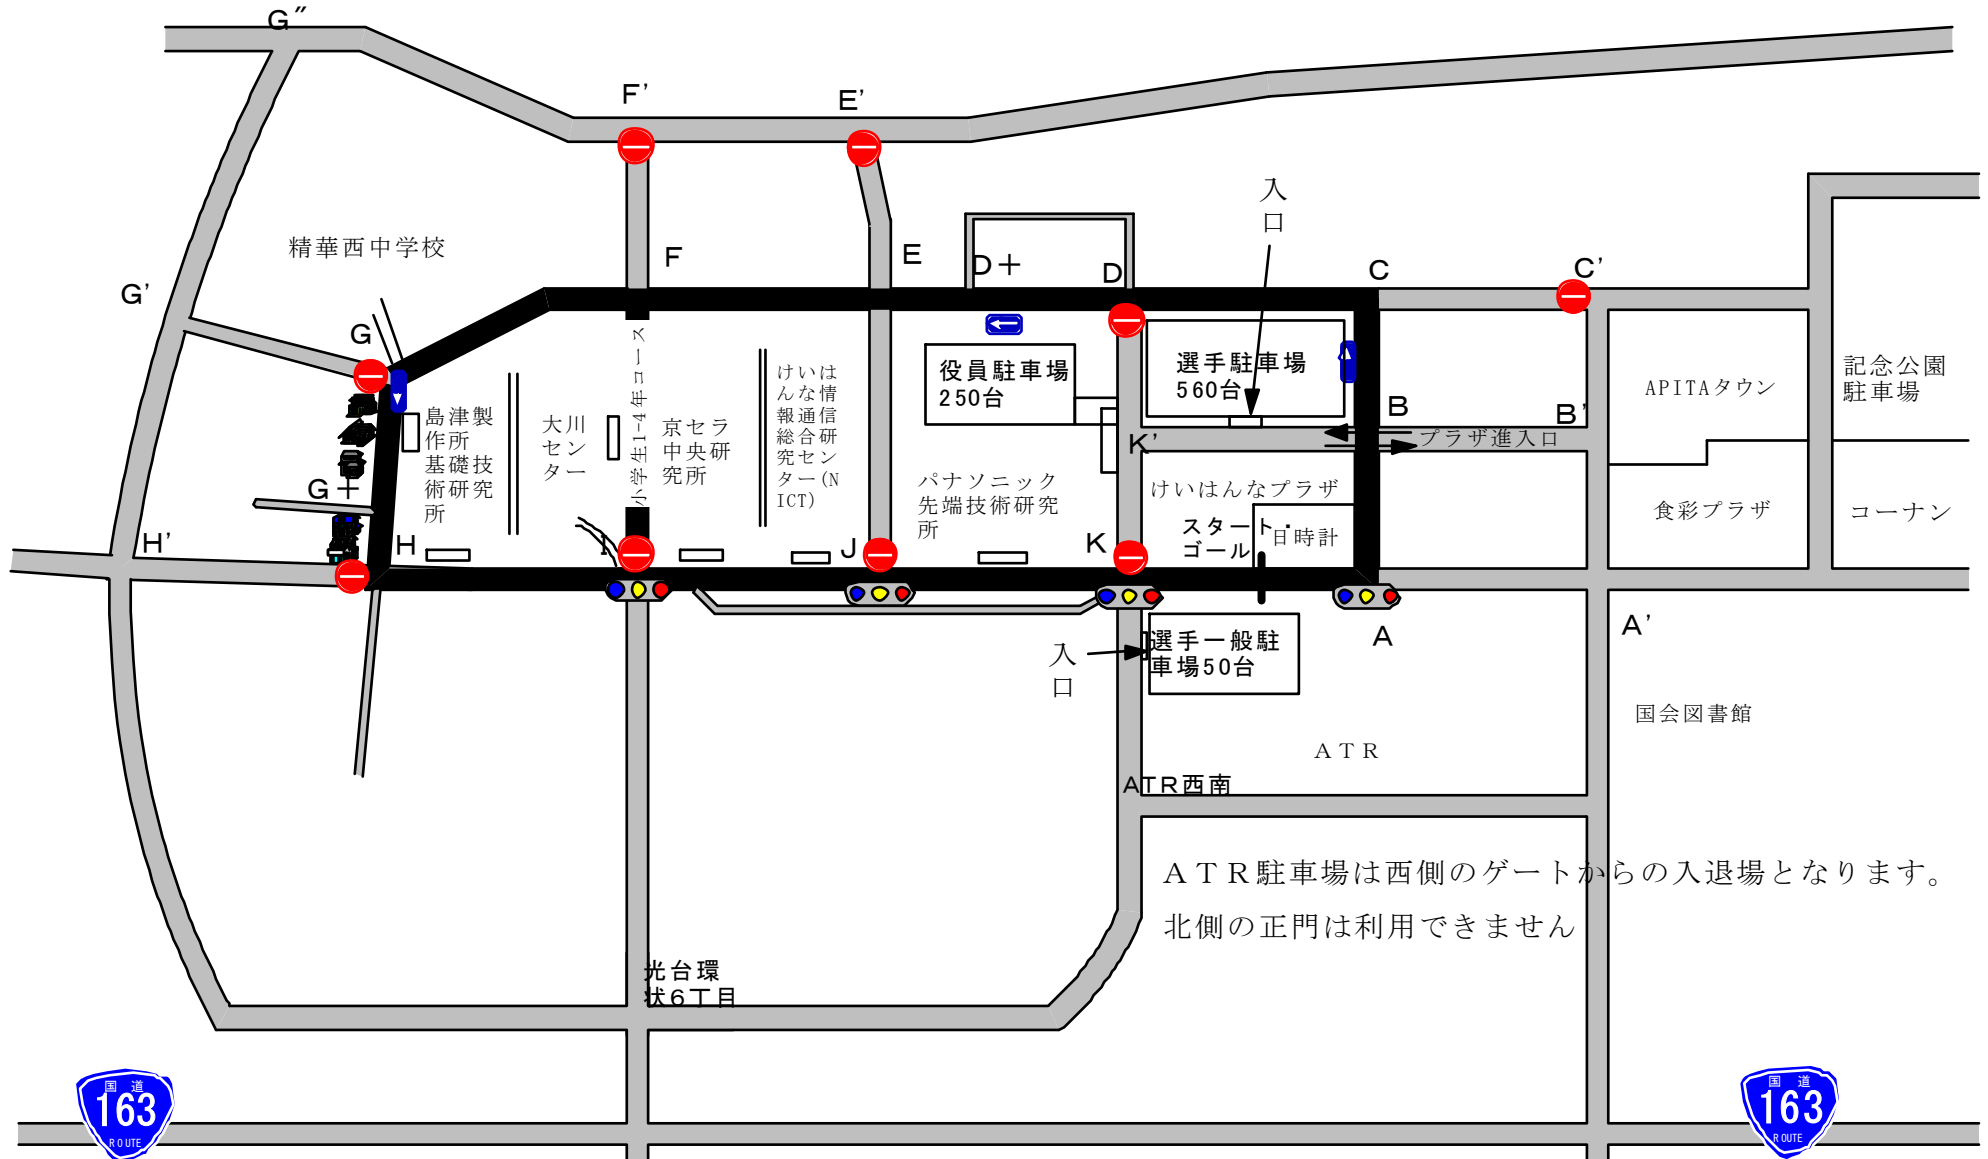 G″
F'
E'
入
口
精華西中学校
F
E
D＋
D
C
C'
G'
G
小学生1-4年コース
けいは
んな情
報通信
総合研
究セン
ター(N
ICT)
役員駐車場
250台
選手駐車場
560台
APITAタウン
記念公園
駐車場
島津製
作所
基礎技
術研究
所
大川
センター
京セラ
中央研
究所
B
B'
K'
プラザ進入口
G＋
パナソニック
先端技術研究
所
けいはんなプラザ
スタート・
ゴール
日時計
食彩プラザ
コーナン
H'
H
I
J
K
A
A'
入
口
選手一般駐
車場50台
国会図書館
ＡＴＲ
ATR西南
ＡＴＲ駐車場は西側のゲートからの入退場となります。
北側の正門は利用できません
光台環
状6丁目
国道
163
ROUTE
国道
163
ROUTE